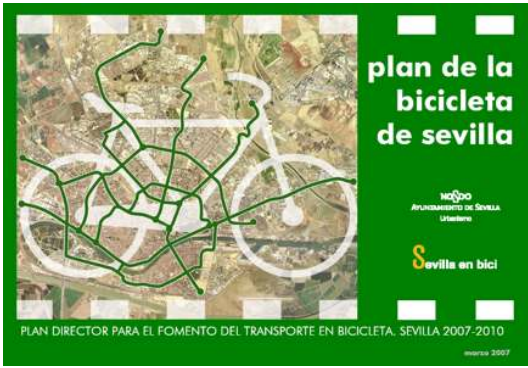 plan de la
bicicleta
de sevilla
NO8DO
AYUNTAMIENTO DE SEVILLA
Urbanismo
Sevilla en bici
PLAN DIRECTOR PARA EL FOMENTO DEL TRANSPORTE EN BICICLETA. SEVILLA 2007-2010
marzo 2007